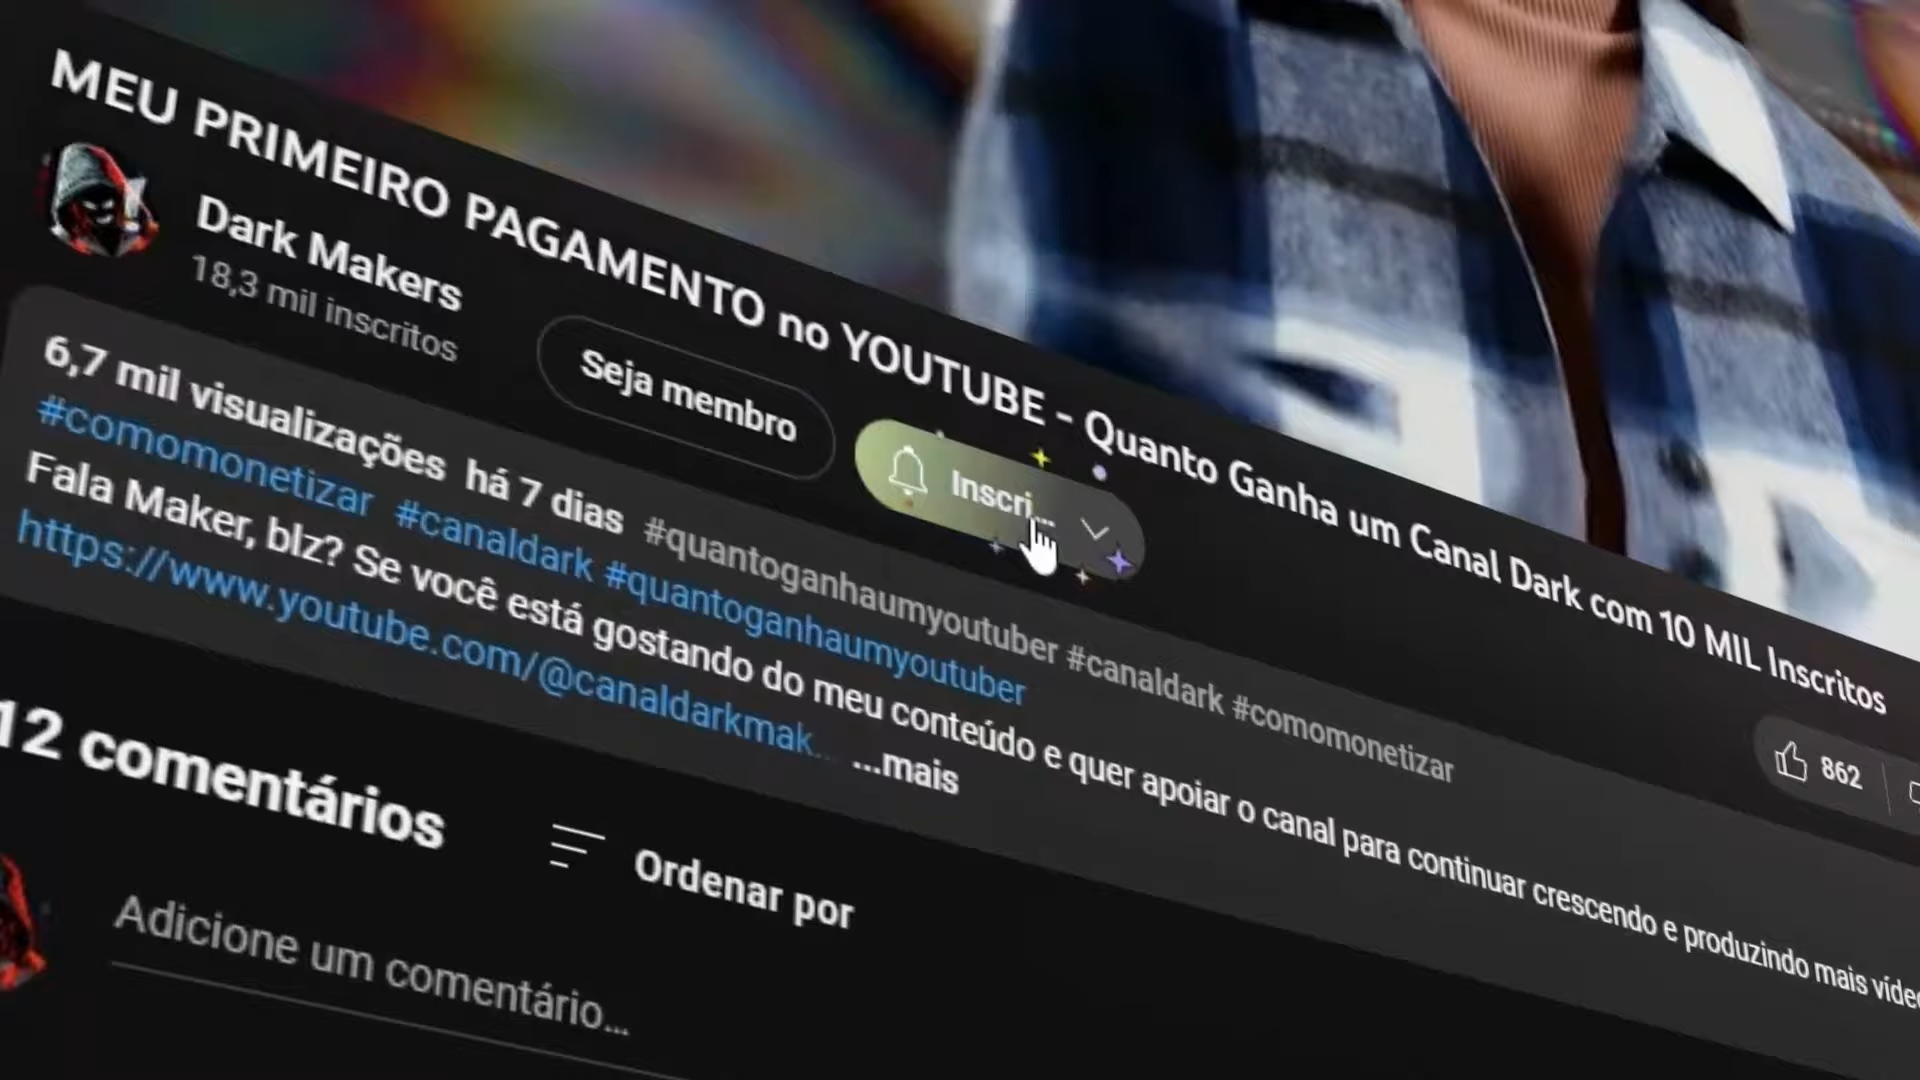 MEU PRIMEIRO PAGAMENTO no YOUTUBE - Quanto Ganha um Canal Dark com 10 MIL Inscritos
Dark Makers
18,3 mil inscritos
Seja membro
Inscri...
862
6,7 mil visualizações há 7 dias #quantoganhaumyoutuber #canaldark #comomonetizar
#comomonetizar #canaldark #quantoganhaumyoutuber
Fala Maker, blz? Se você está gostando do meu conteúdo e quer apoiar o canal para continuar crescendo e produzindo mais
https://www.youtube.com/@canaldarkmak... ...mais
12 comentários
Ordenar por
Adicione um comentário...